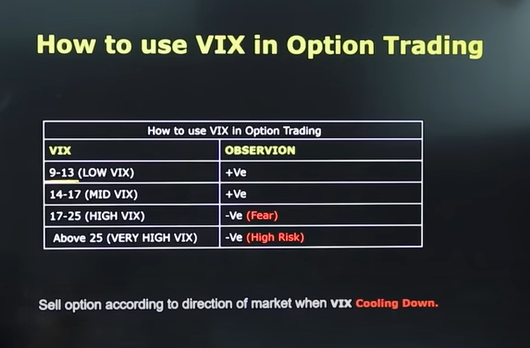 How to use VIX in Option Trading
How to use VIX in Option Trading
VIX OBSERVION
9-13 (LOW VIX) +Ve
14-17 (MID VIX) +Ve
17-25 (HIGH VIX) -Ve (Fear)
Above 25 (VERY HIGH VIX) -Ve (High Risk)
Sell option according to direction of market when VIX Cooling Down.